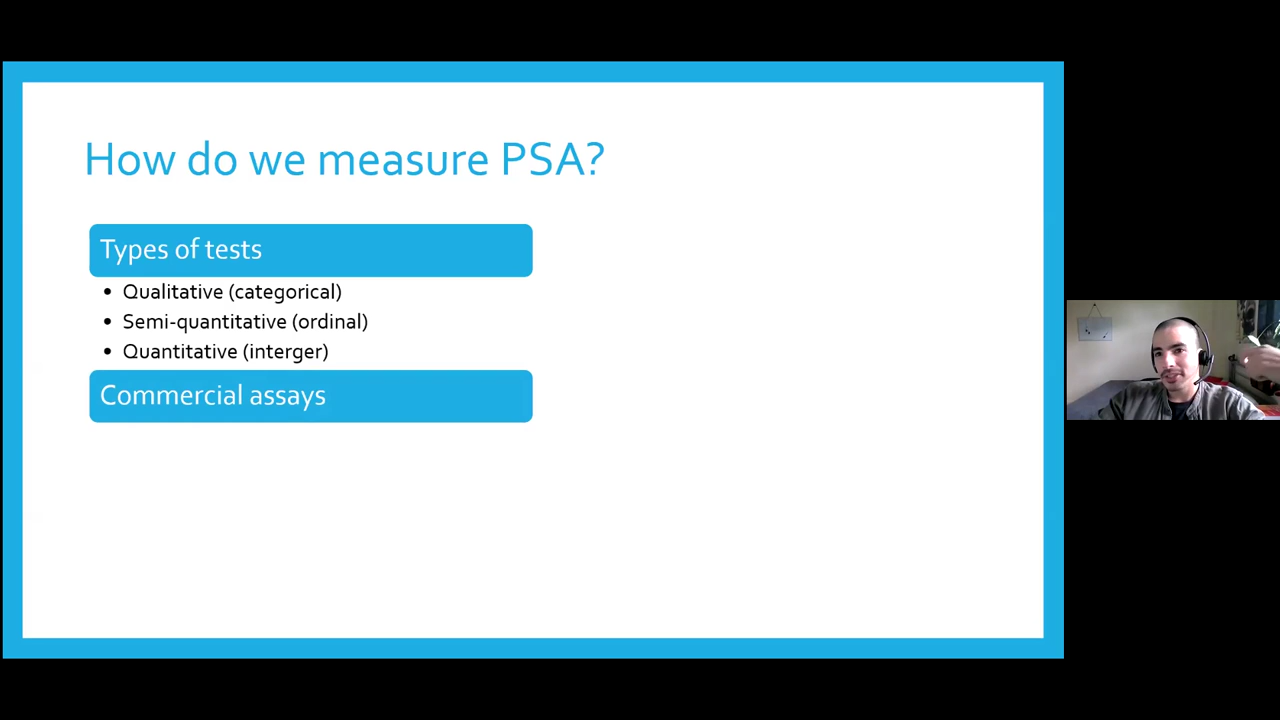 How do we measure PSA?
Types of tests
• Qualitative (categorical)
• Semi-quantitative (ordinal)
• Quantitative (interger)
Commercial assays